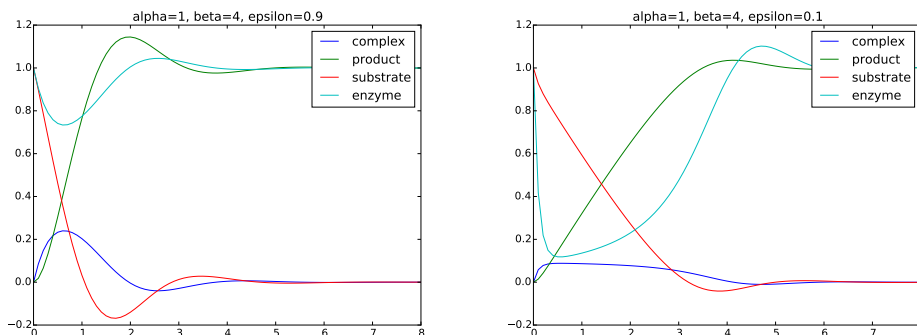 alpha=1, beta=4, epsilon=0.9
1.2
1.0
0.8
0.6
0.4
0.2
0.0
−0.2
0 1 2 3 4 5 6 7 8
complex
product
substrate
enzyme
alpha=1, beta=4, epsilon=0.1
1.2
1.0
0.8
0.6
0.4
0.2
0.0
−0.2
0 1 2 3 4 5 6 7
complex
product
substrate
enzyme